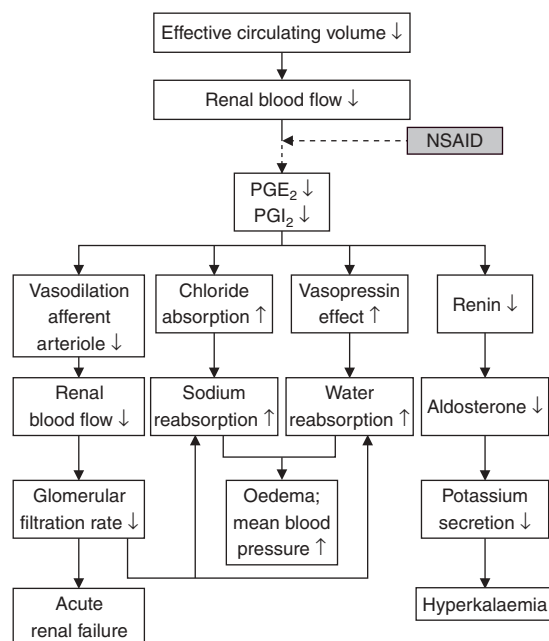 Effective circulating volume ↓
Renal blood flow ↓
NSAID
PGE₂ ↓
PGI₂ ↓
Vasodilation
afferent
arteriole ↓
Chloride
absorption ↑
Vasopressin
effect ↑
Renin ↓
Renal
blood flow ↓
Sodium
reabsorption ↑
Water
reabsorption ↑
Aldosterone ↓
Glomerular
filtration rate ↓
Oedema;
mean blood
pressure ↑
Potassium
secretion ↓
Acute
renal failure
Hyperkalaemia